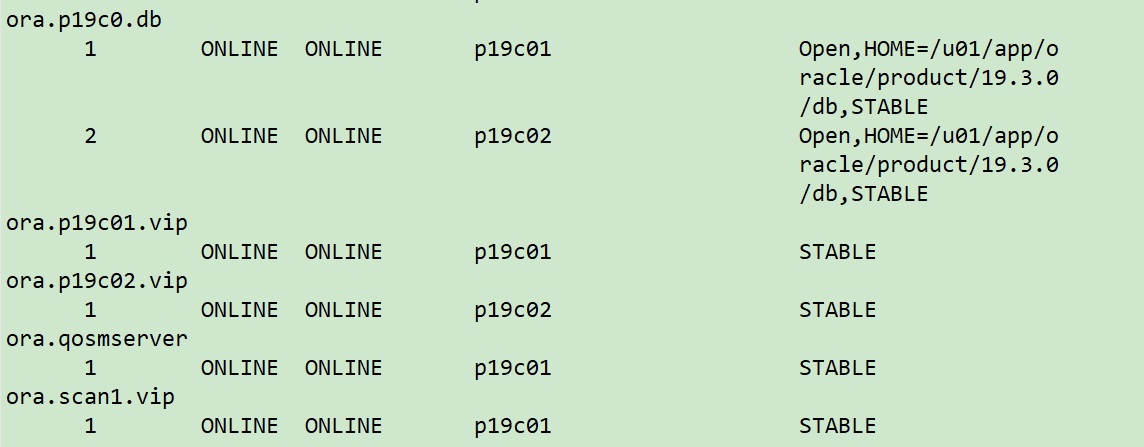 ora.p19c0.db
1 ONLINE ONLINE p19c01 Open,HOME=/u01/app/o
racle/product/19.3.0
/db,STABLE
2 ONLINE ONLINE p19c02 Open,HOME=/u01/app/o
racle/product/19.3.0
/db,STABLE
ora.p19c01.vip
1 ONLINE ONLINE p19c01 STABLE
ora.p19c02.vip
1 ONLINE ONLINE p19c02 STABLE
ora.qosmserver
1 ONLINE ONLINE p19c01 STABLE
ora.scan1.vip
1 ONLINE ONLINE p19c01 STABLE